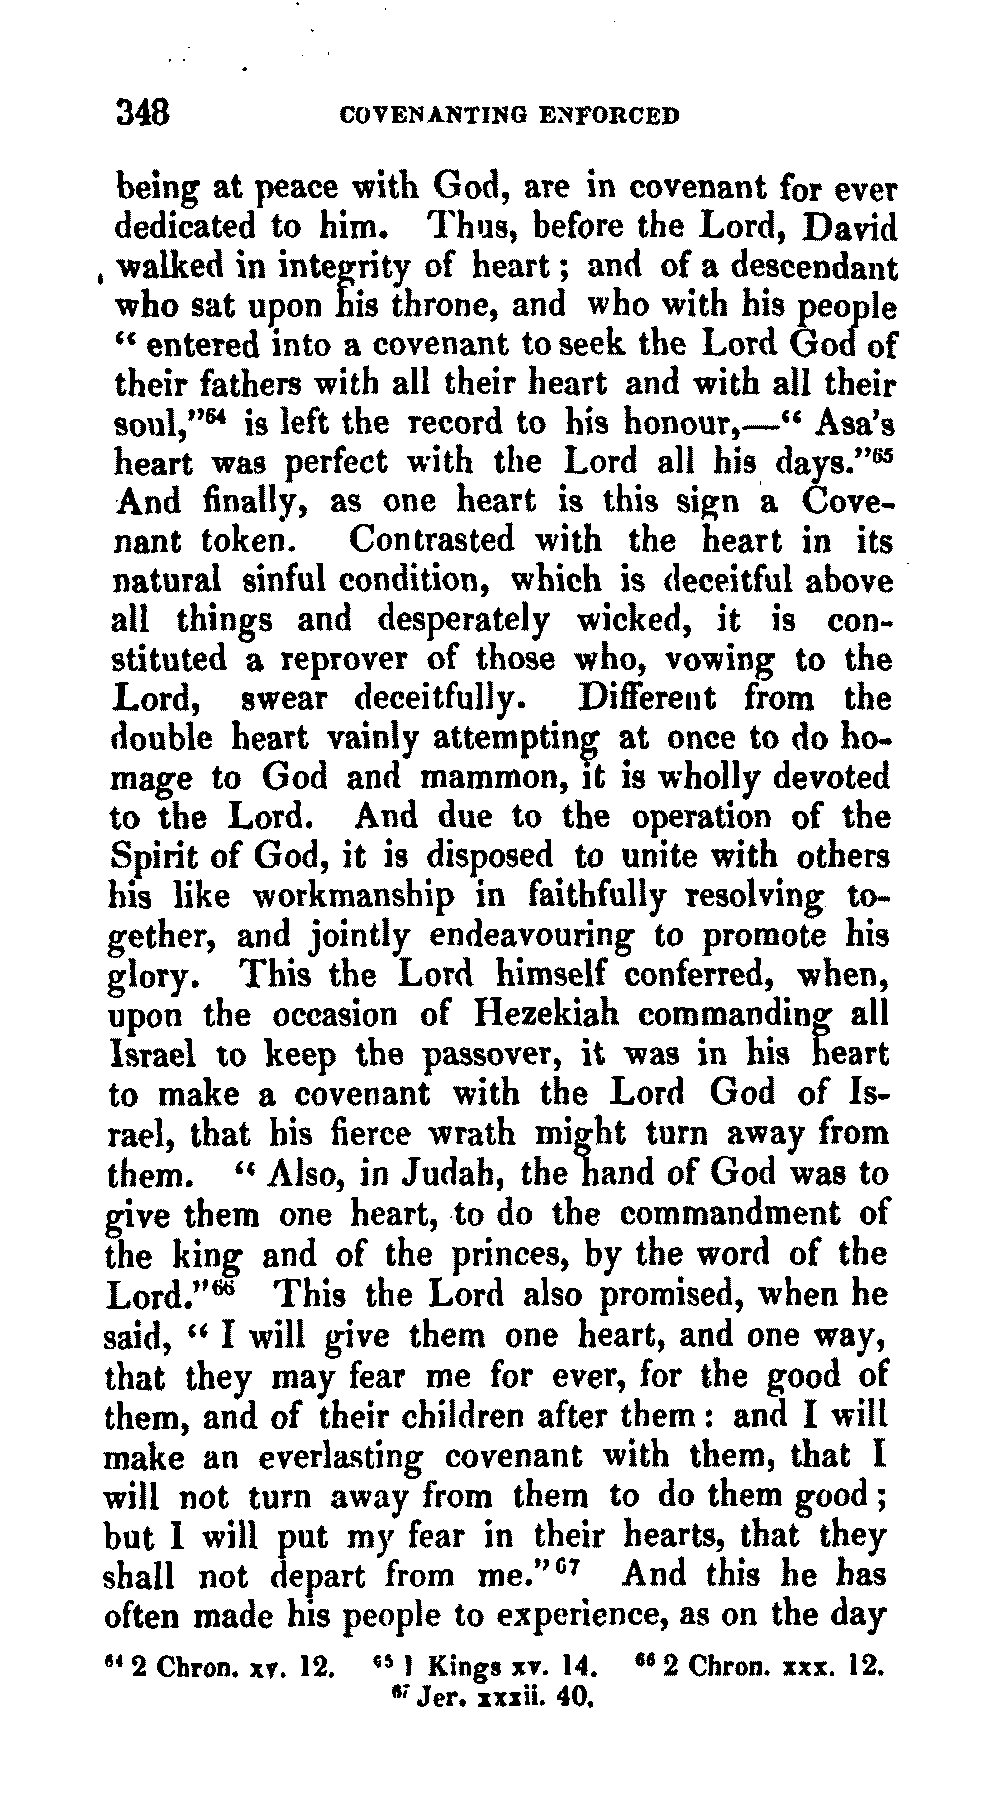 348 COVENANTING ENFORCED
being at peace with God, are in covenant for ever
dedicated to him. Thus, before the Lord, David
walked in integrity of heart; and of a descendant
who sat upon his throne, and who with his people
“ entered into a covenant to seek the Lord God of
their fathers with all their heart and with all their
soul,”64 is left the record to his honour,—“ Asa’s
heart was perfect with the Lord all his days.”65
And finally, as one heart is this sign a Cove-
nant token. Contrasted with the heart in its
natural sinful condition, which is deceitful above
all things and desperately wicked, it is con-
stituted a reprover of those who, vowing to the
Lord, swear deceitfully. Different from the
double heart vainly attempting at once to do ho-
mage to God and mammon, it is wholly devoted
to the Lord. And due to the operation of the
Spirit of God, it is disposed to unite with others
his like workmanship in faithfully resolving to-
gether, and jointly endeavouring to promote his
glory. This the Lord himself conferred, when,
upon the occasion of Hezekiah commanding all
Israel to keep the passover, it was in his heart
to make a covenant with the Lord God of Is-
rael, that his fierce wrath might turn away from
them. “ Also, in Judah, the hand of God was to
give them one heart, to do the commandment of
the king and of the princes, by the word of the
Lord.”66 This the Lord also promised, when he
said, “ I will give them one heart, and one way,
that they may fear me for ever, for the good of
them, and of their children after them : and I will
make an everlasting covenant with them, that I
will not turn away from them to do them good ;
but I will put my fear in their hearts, that they
shall not depart from me.”67 And this he has
often made his people to experience, as on the day
64 2 Chron. xv. 12. 65 1 Kings xv. 14. 66 2 Chron. xxx. 12.
67 Jer. xxxii. 40.